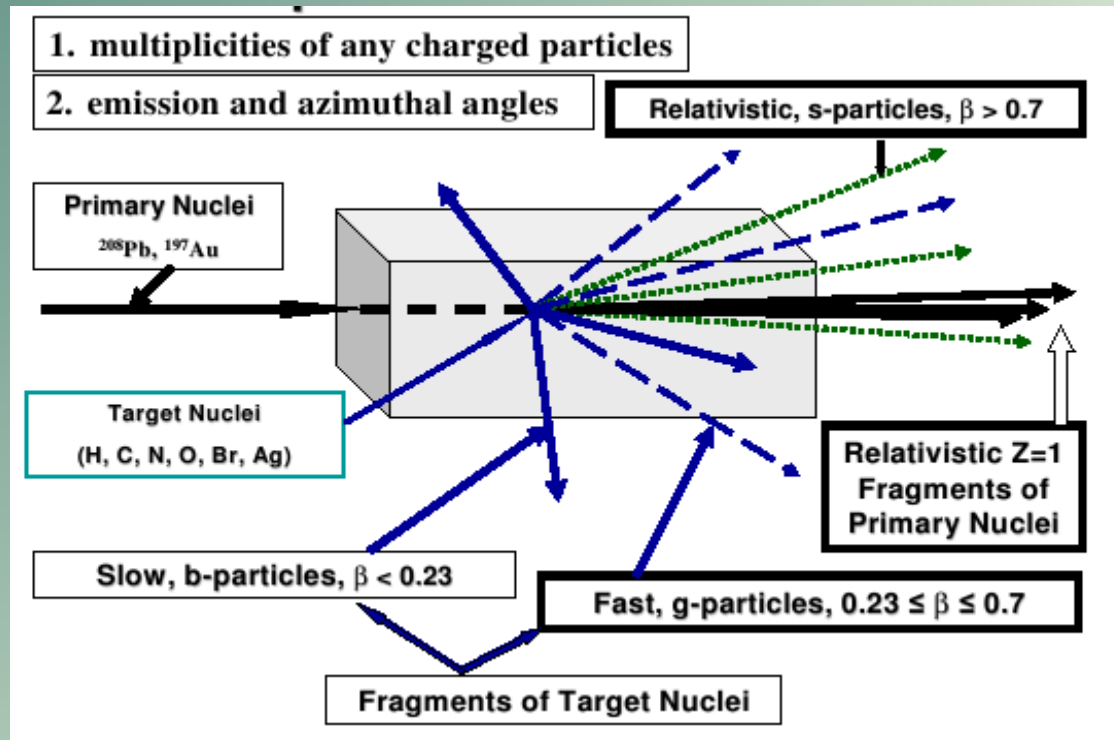 1. multiplicities of any charged particles
2. emission and azimuthal angles
Relativistic, s-particles, β > 0.7
Primary Nuclei
²⁰⁸Pb, ¹⁹⁷Au
Target Nuclei
(H, C, N, O, Br, Ag)
Relativistic Z=1
Fragments of
Primary Nuclei
Slow, b-particles, β < 0.23
Fast, g-particles, 0.23 ≤ β ≤ 0.7
Fragments of Target Nuclei